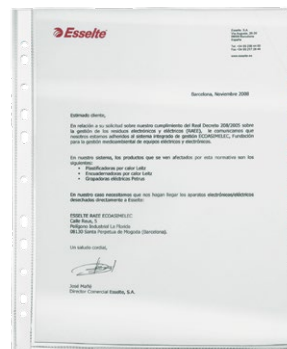 Esselte
Esselte, S.A.
Barcelona, Noviembre 2008
Estimado cliente,
En relación a su solicitud sobre nuestro cumplimiento del Real Decreto 208/2005 sobre
la gestión de los residuos electrónicos y eléctricos (RAEE), le comunicamos que
nosotros estamos adheridos al sistema integrado de gestión ECOASIMELEC, Fundación
para la gestión medioambiental de equipos eléctricos e electrónicos.
En nuestro sistema, los productos que se ven afectados por esta normativa son los
siguientes:
• Plastificadoras por calor Leitz
• Encuadernadoras por calor Leitz
• Grapadoras eléctricas Petrus
En nuestro caso necesitamos que nos hagan llegar los aparatos electrónicos/eléctricos
desechados directamente a Esselte:
ESSELTE RAEE ECOASIMELEC
Calle Roux, 5
Polígono Industrial La Florida
08130 Santa Perpetua de Mogoda (Barcelona).
Un saludo cordial,
José Muñiz
Director Comercial Esselte, S.A.